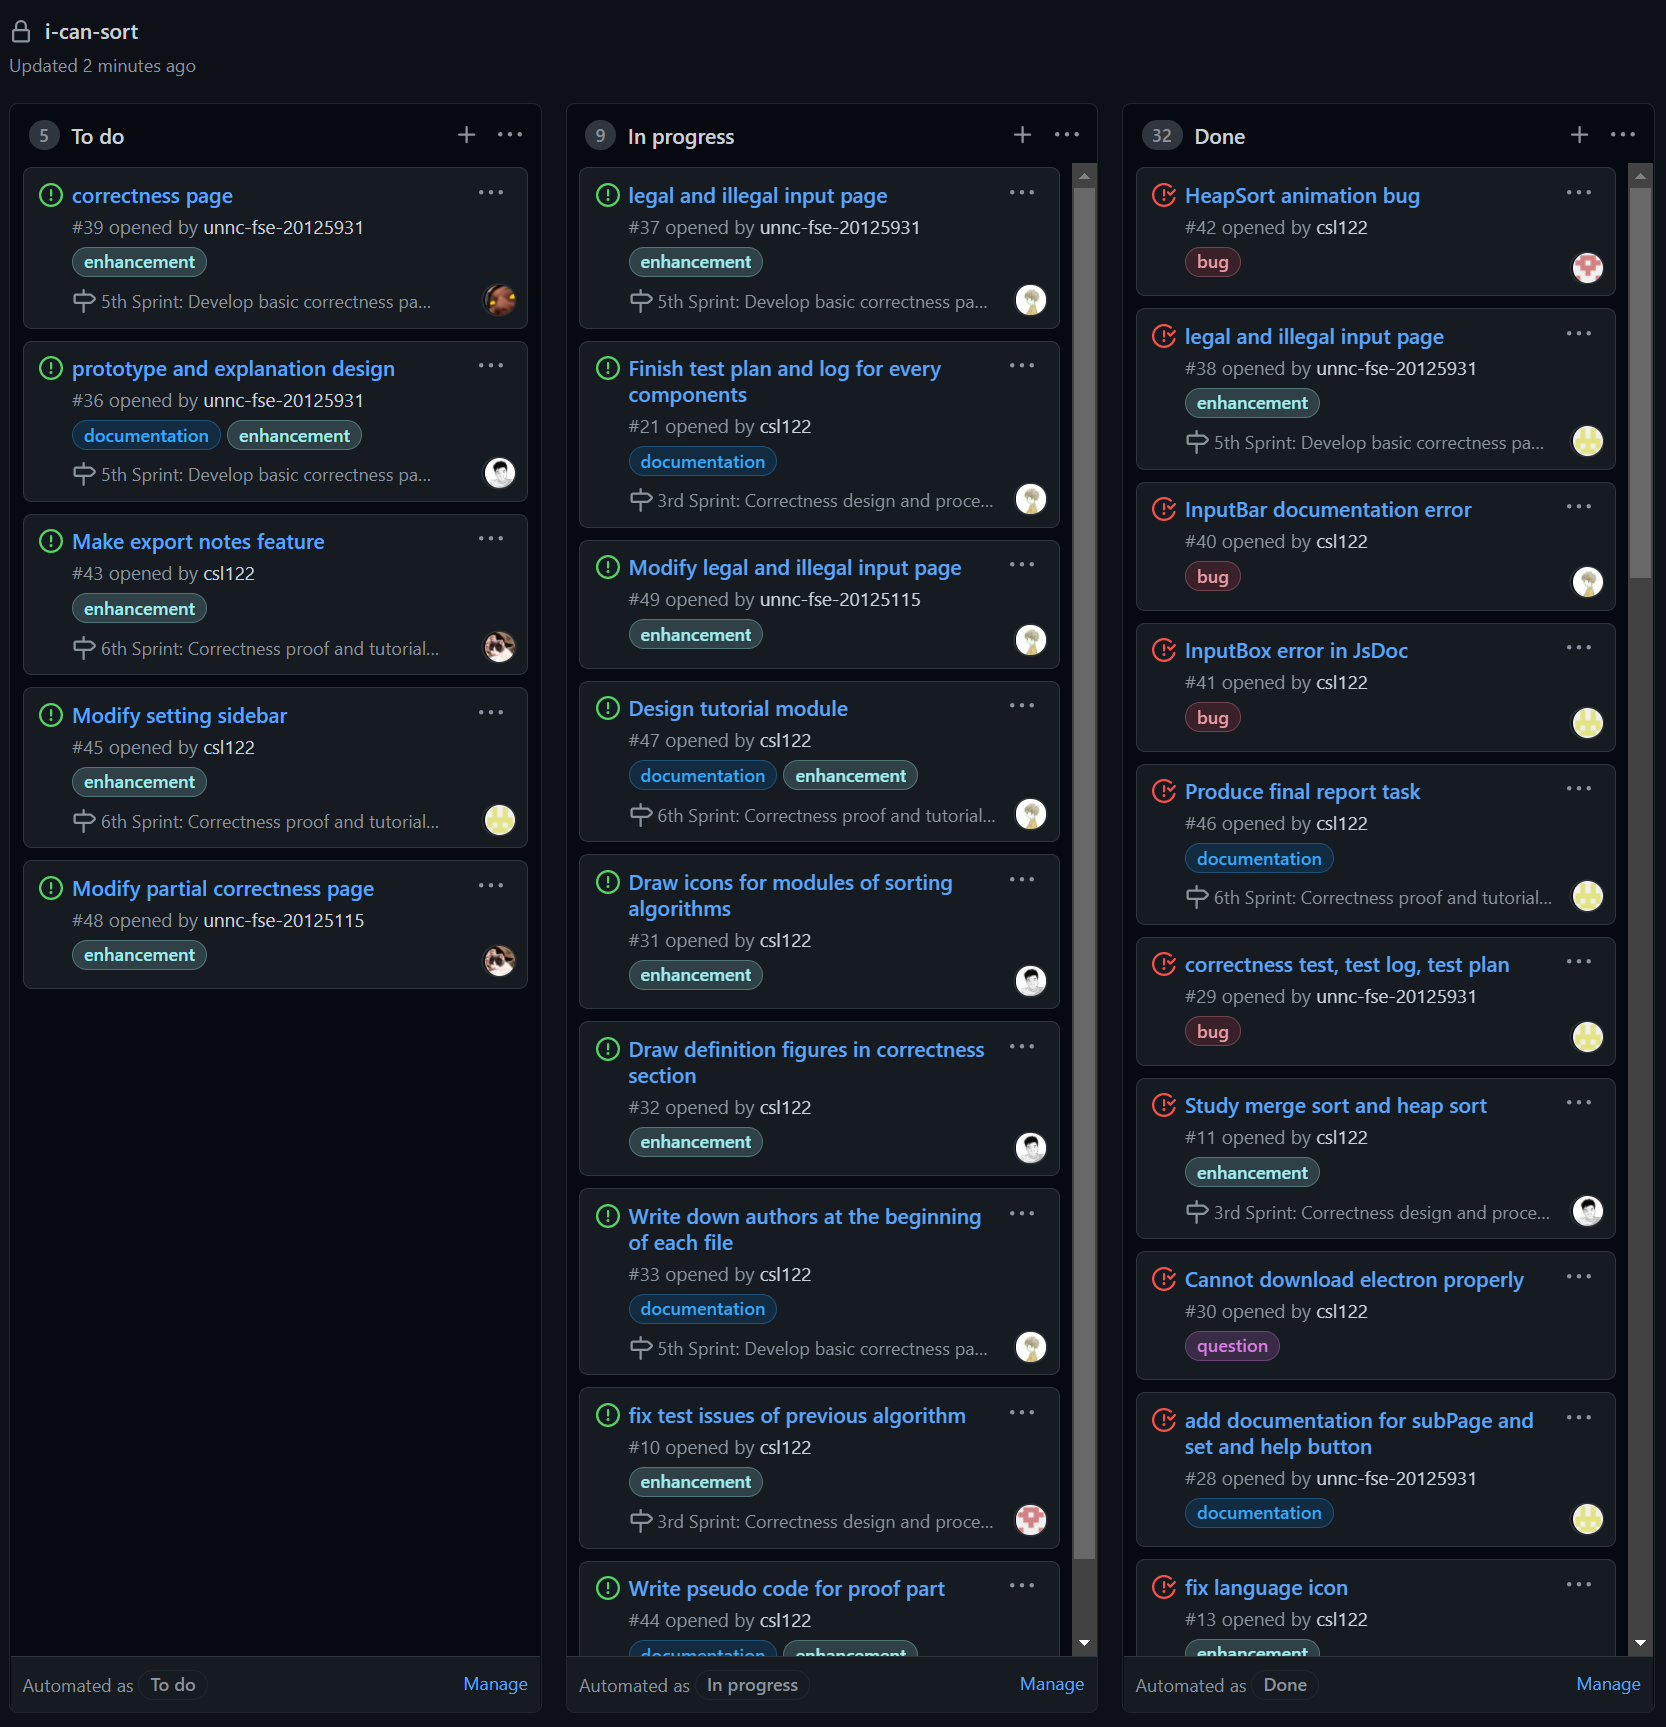 i-can-sort
Updated 2 minutes ago
5 To do
correctness page
#39 opened by unnc-fse-20125931
enhancement
5th Sprint: Develop basic correctness pa...
prototype and explanation design
#36 opened by unnc-fse-20125931
documentation enhancement
5th Sprint: Develop basic correctness pa...
Make export notes feature
#43 opened by csl122
enhancement
6th Sprint: Correctness proof and tutorial...
Modify setting sidebar
#45 opened by csl122
enhancement
6th Sprint: Correctness proof and tutorial...
Modify partial correctness page
#48 opened by unnc-fse-20125115
enhancement
Automated as To do Manage
9 In progress
legal and illegal input page
#37 opened by unnc-fse-20125931
enhancement
5th Sprint: Develop basic correctness pa...
Finish test plan and log for every
components
#21 opened by csl122
documentation
3rd Sprint: Correctness design and proce...
Modify legal and illegal input page
#49 opened by unnc-fse-20125115
enhancement
Design tutorial module
#47 opened by csl122
documentation enhancement
6th Sprint: Correctness proof and tutorial...
Draw icons for modules of sorting
algorithms
#31 opened by csl122
enhancement
Draw definition figures in correctness
section
#32 opened by csl122
enhancement
Write down authors at the beginning
of each file
#33 opened by csl122
documentation
5th Sprint: Develop basic correctness pa...
fix test issues of previous algorithm
#10 opened by csl122
enhancement
3rd Sprint: Correctness design and proce...
Write pseudo code for proof part
#44 opened by csl122
documentation enhancement
Automated as In progress Manage
32 Done
HeapSort animation bug
#42 opened by csl122
bug
legal and illegal input page
#38 opened by unnc-fse-20125931
enhancement
5th Sprint: Develop basic correctness pa...
InputBar documentation error
#40 opened by csl122
bug
InputBox error in JsDoc
#41 opened by csl122
bug
Produce final report task
#46 opened by csl122
documentation
6th Sprint: Correctness proof and tutorial...
correctness test, test log, test plan
#29 opened by unnc-fse-20125931
bug
Study merge sort and heap sort
#11 opened by csl122
enhancement
3rd Sprint: Correctness design and proce...
Cannot download electron properly
#30 opened by csl122
question
add documentation for subPage and
set and help button
#28 opened by unnc-fse-20125931
documentation
fix language icon
#13 opened by csl122
enhancement
Automated as Done Manage